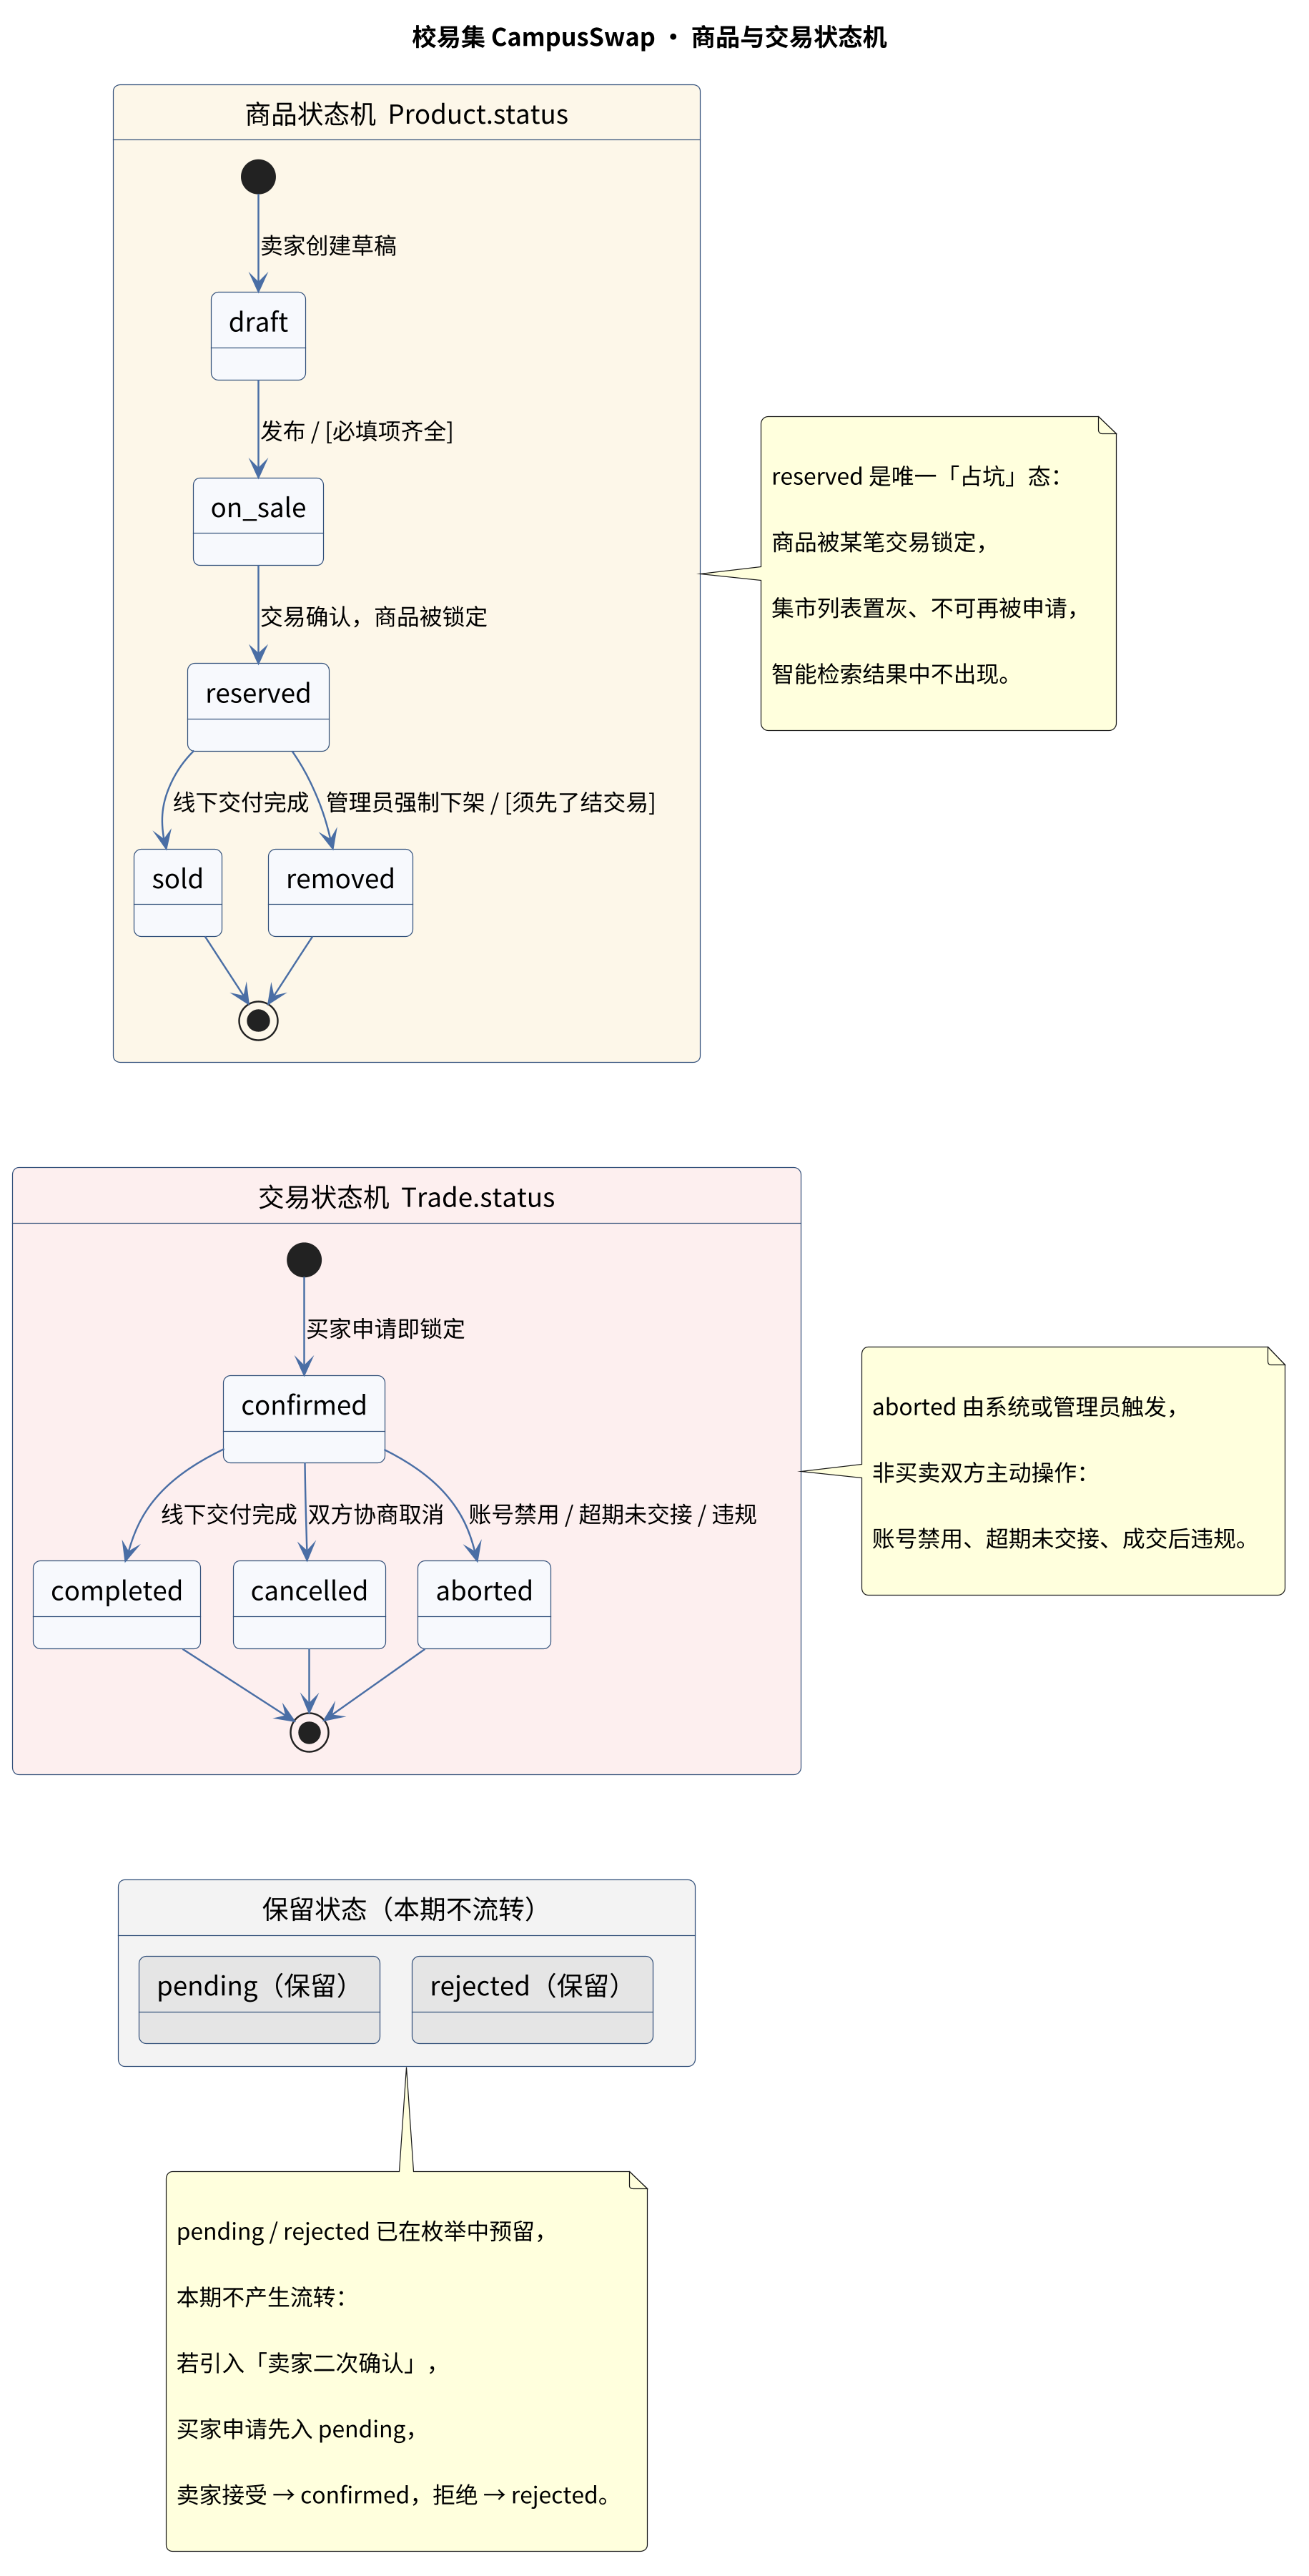 校易集 CampusSwap · 商品与交易状态机
商品状态机 Product.status
卖家创建草稿
draft
发布 / [必填项齐全]
on_sale
交易确认，商品被锁定
reserved
线下交付完成
管理员强制下架 / [须先了结交易]
sold
removed
reserved 是唯一「占坑」态：
商品被某笔交易锁定，
集市列表置灰、不可再被申请，
智能检索结果中不出现。
交易状态机 Trade.status
买家申请即锁定
confirmed
线下交付完成
双方协商取消
账号禁用 / 超期未交接 / 违规
completed
cancelled
aborted
aborted 由系统或管理员触发，
非买卖双方主动操作：
账号禁用、超期未交接、成交后违规。
保留状态（本期不流转）
pending（保留）
rejected（保留）
pending / rejected 已在枚举中预留，
本期不产生流转：
若引入「卖家二次确认」，
买家申请先入 pending，
卖家接受 → confirmed，拒绝 → rejected。